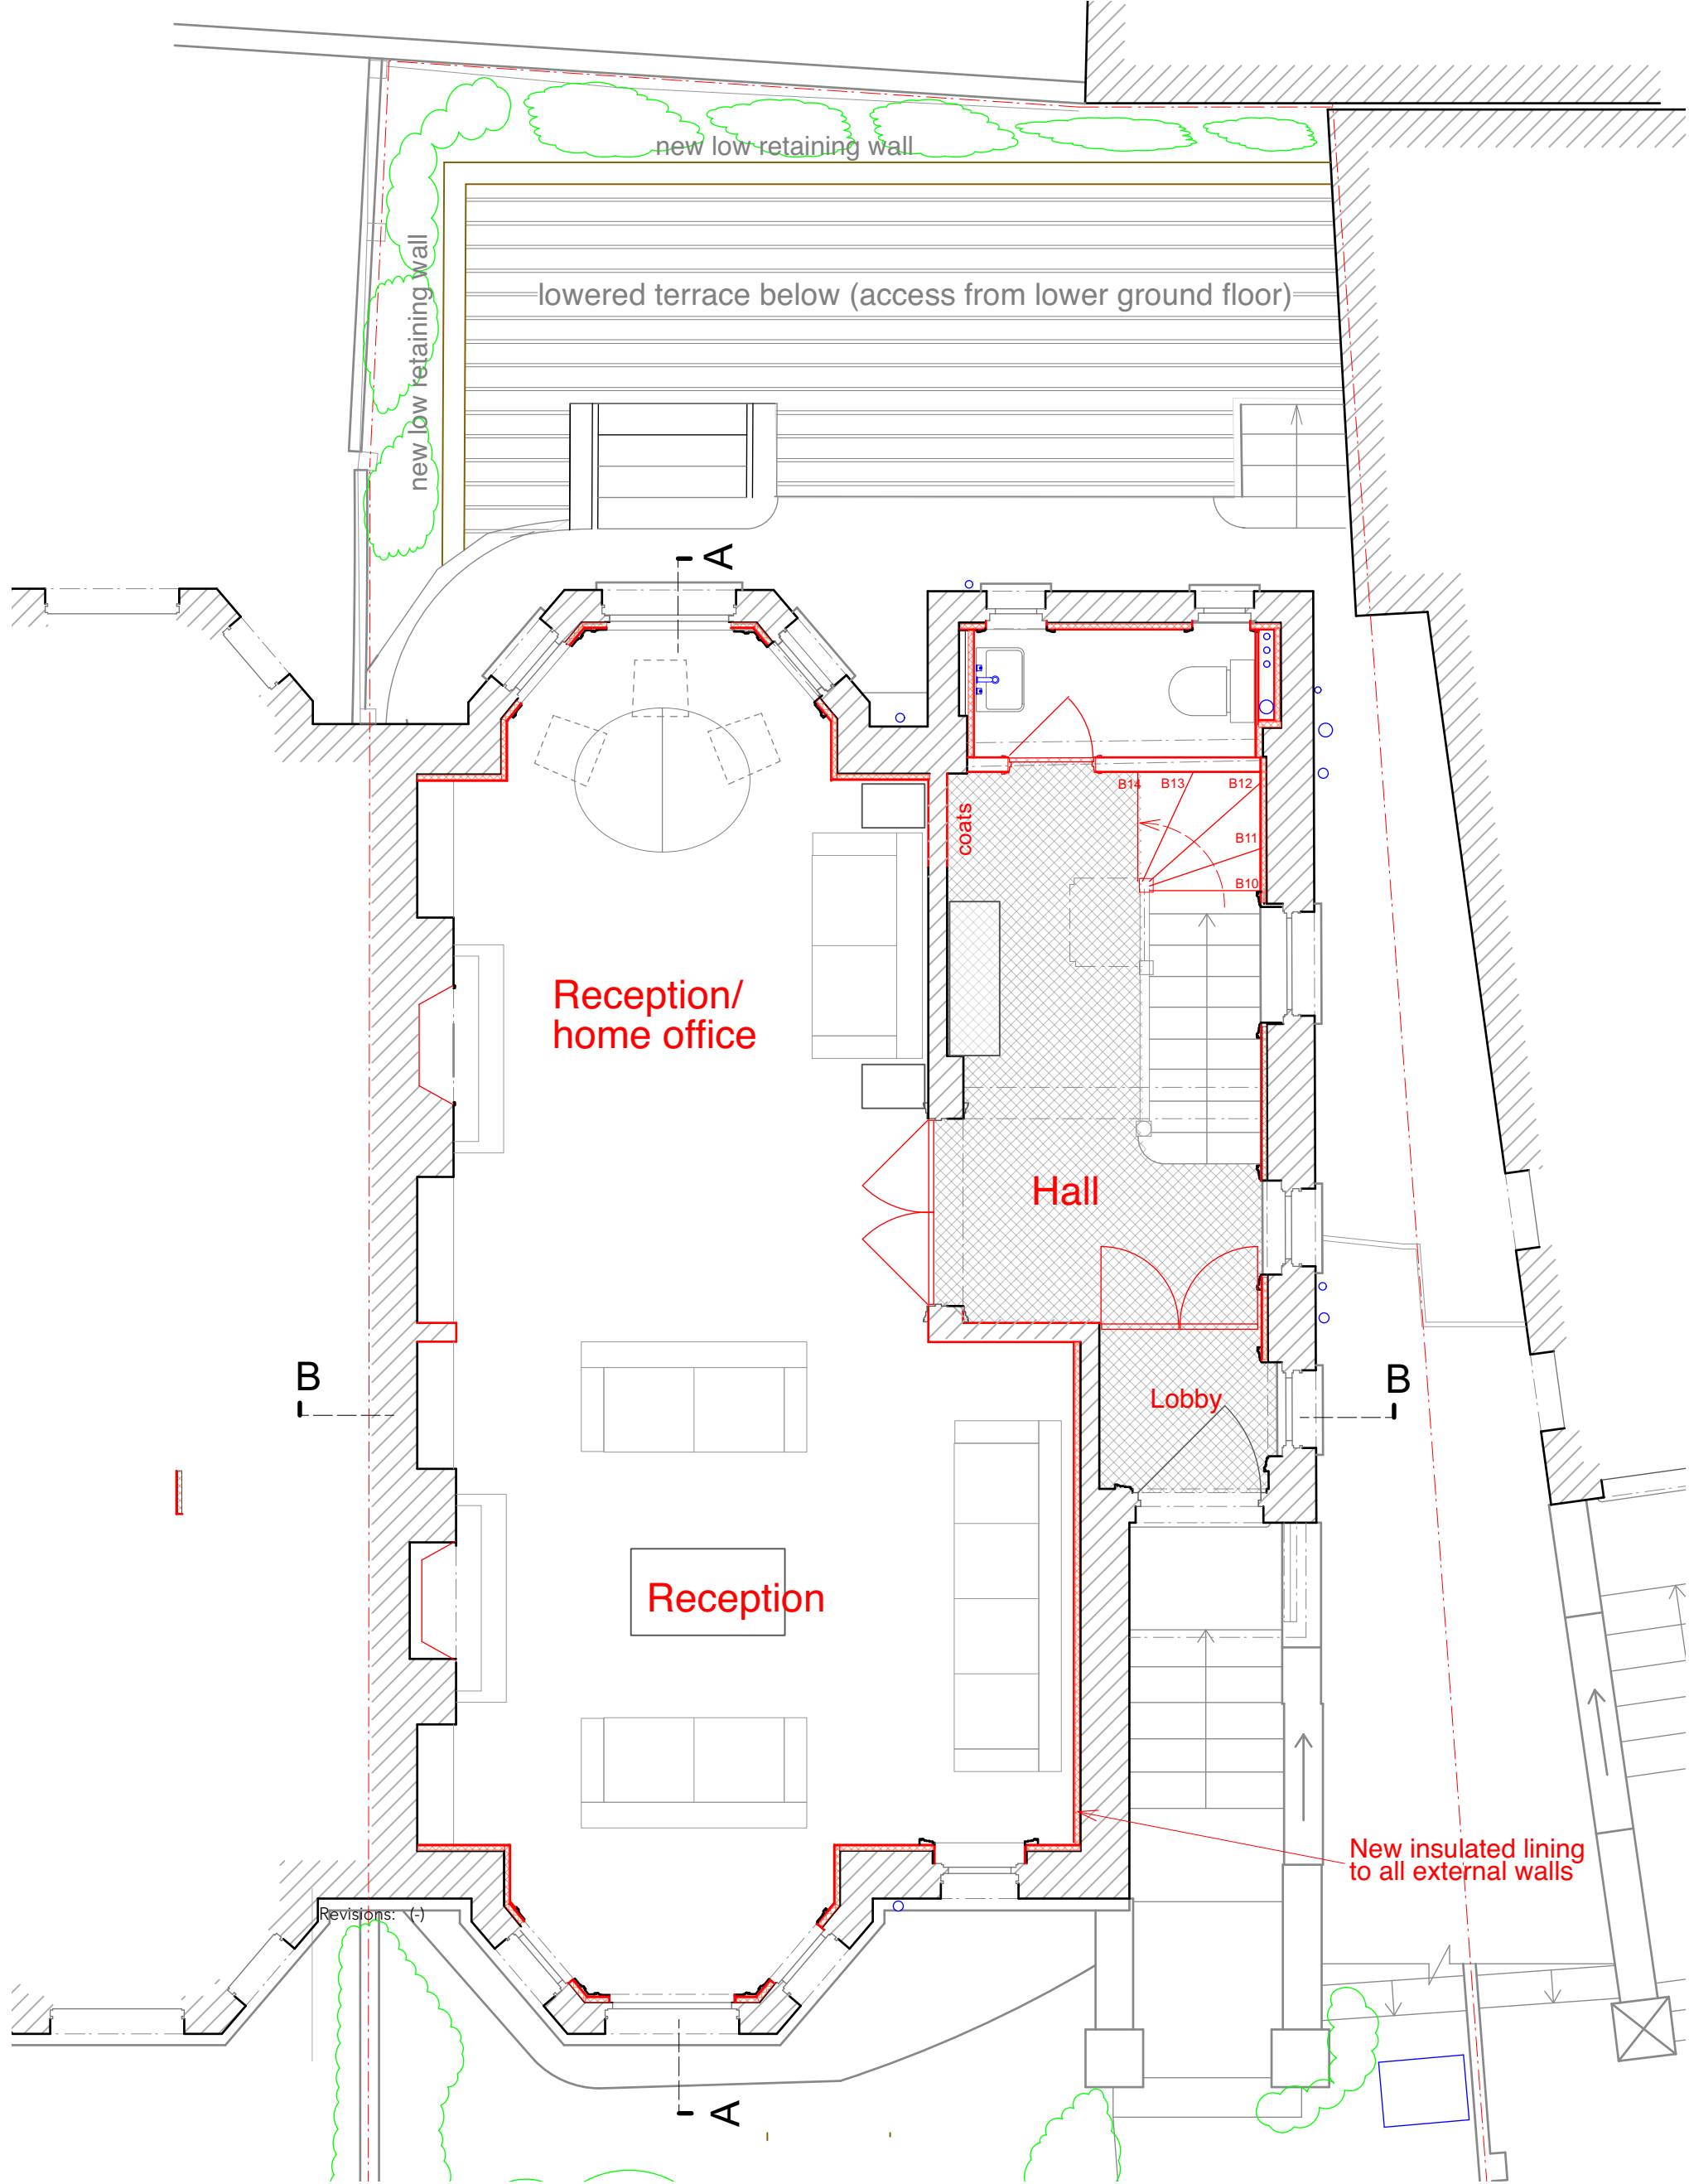 new low retaining wall
new low retaining wall
lowered terrace below (access from lower ground floor)
A
coats
B14
B13
B12
B11
B10
Reception/
home office
Hall
B
B
Lobby
Reception
New insulated lining
to all external walls
Revisions: (-)
A